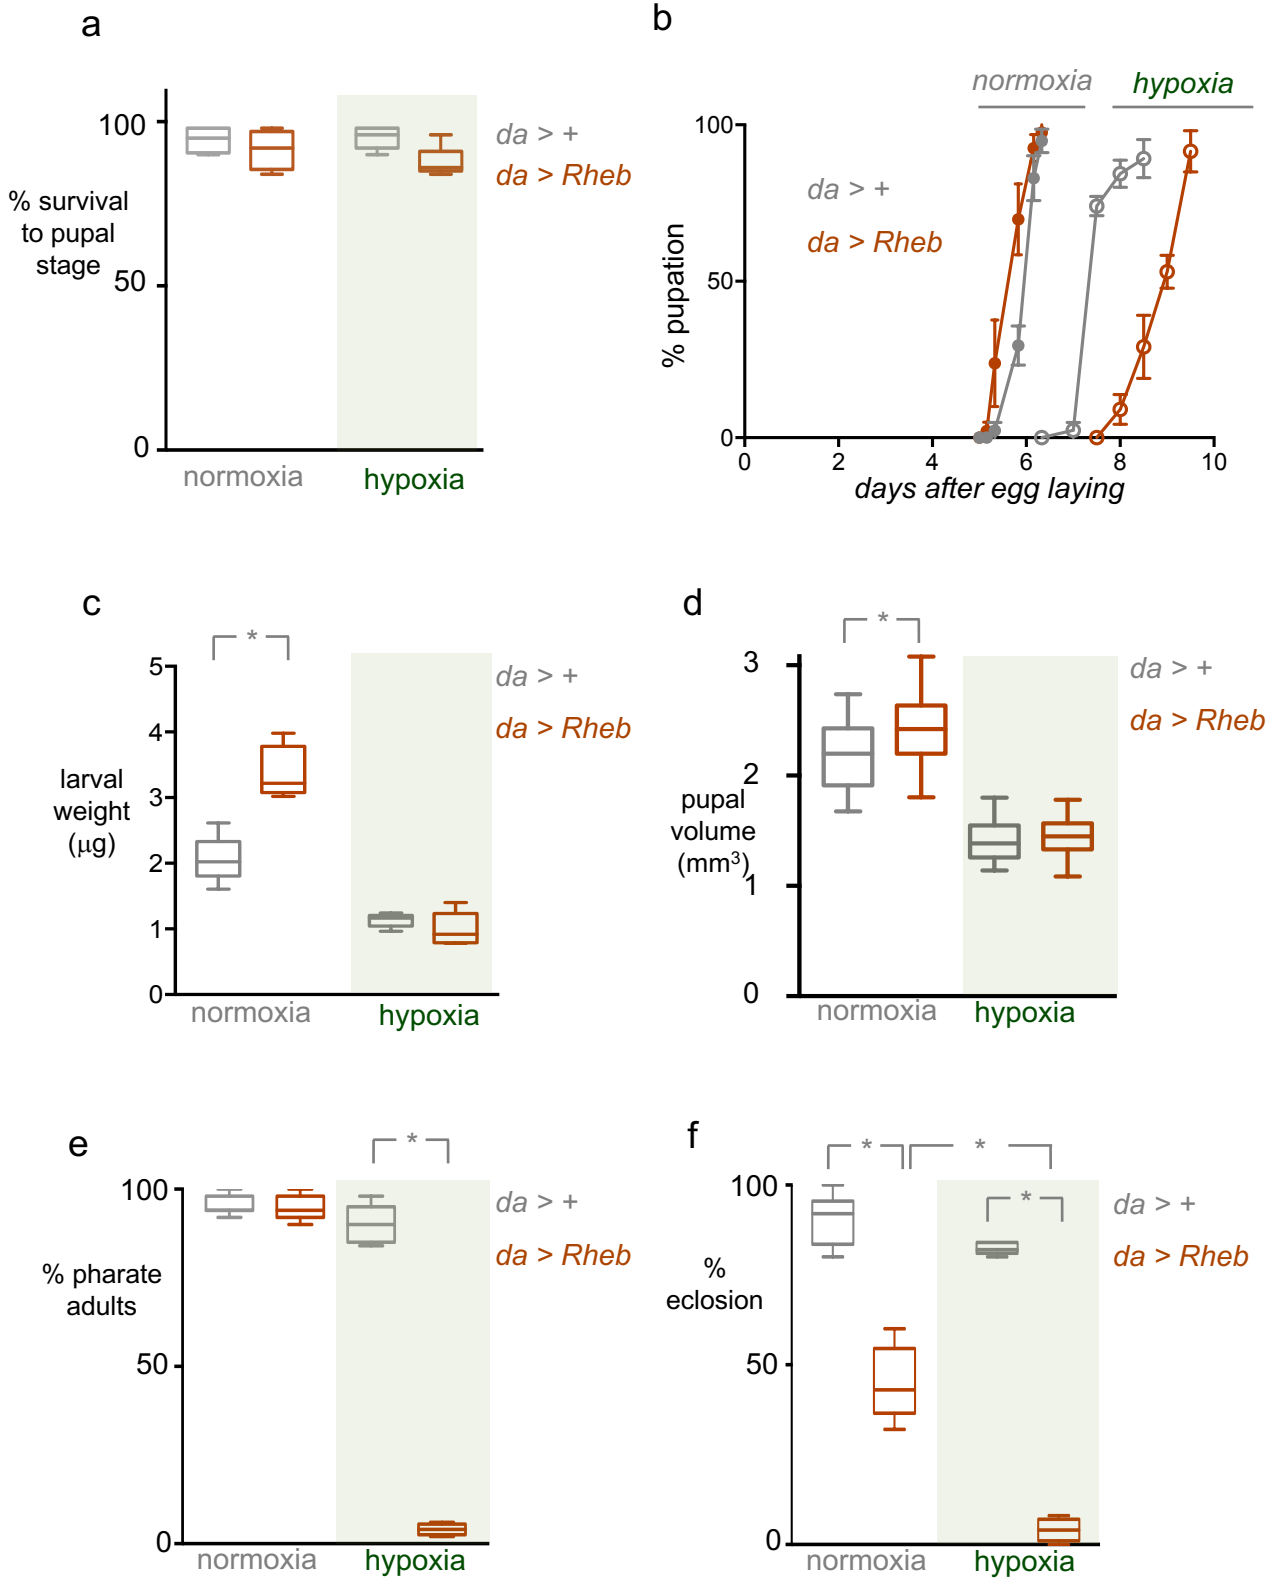 a
100
50
0
% survival
to pupal
stage
da > +
da > Rheb
normoxia
hypoxia
b
normoxia
hypoxia
100
50
0
% pupation
da > +
da > Rheb
0 2 4 6 8 10
days after egg laying
c
*
5
4
3
2
1
0
larval
weight
(µg)
da > +
da > Rheb
normoxia
hypoxia
d
*
3
2
1
0
pupal
volume
(mm³)
da > +
da > Rheb
normoxia
hypoxia
e
*
100
50
0
% pharate
adults
da > +
da > Rheb
normoxia
hypoxia
f
* *
*
100
50
0
%
eclosion
da > +
da > Rheb
normoxia
hypoxia